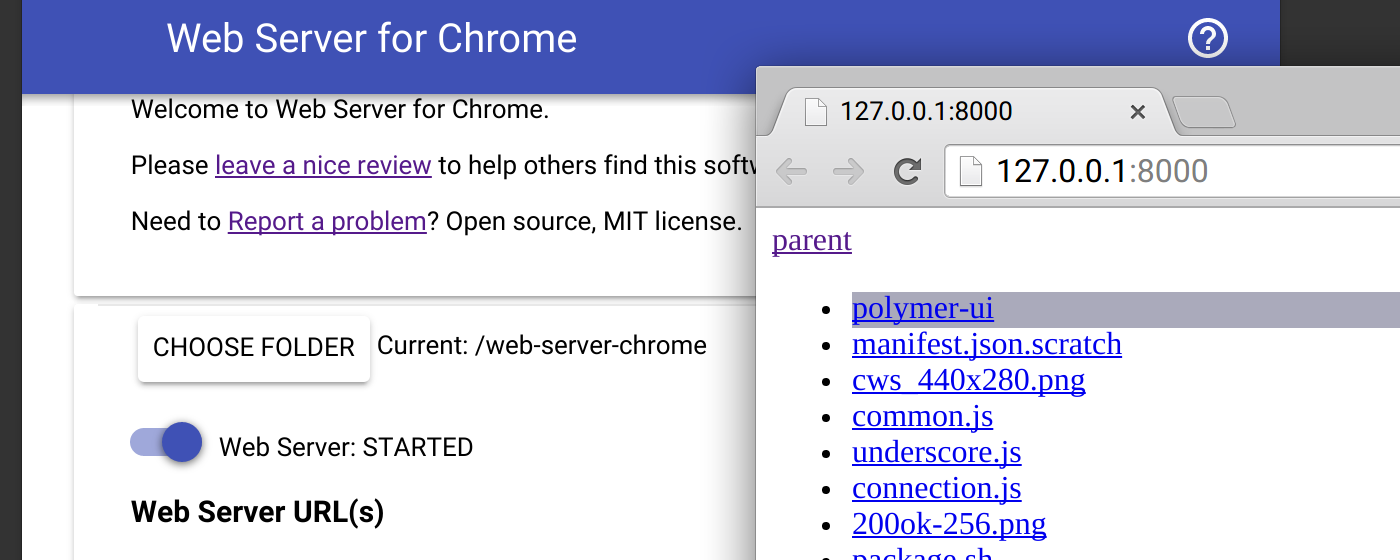 Web Server for Chrome
Welcome to Web Server for Chrome.
Please leave a nice review to help others find this
Need to Report a problem? Open source, MIT license.
CHOOSE FOLDER Current: /web-server-chrome
Web Server: STARTED
Web Server URL(s)
127.0.0.1:8000
127.0.0.1:8000
parent
polymer-ui
manifest.json.scratch
cws_440x280.png
common.js
underscore.js
connection.js
200ok-256.png
package.sh